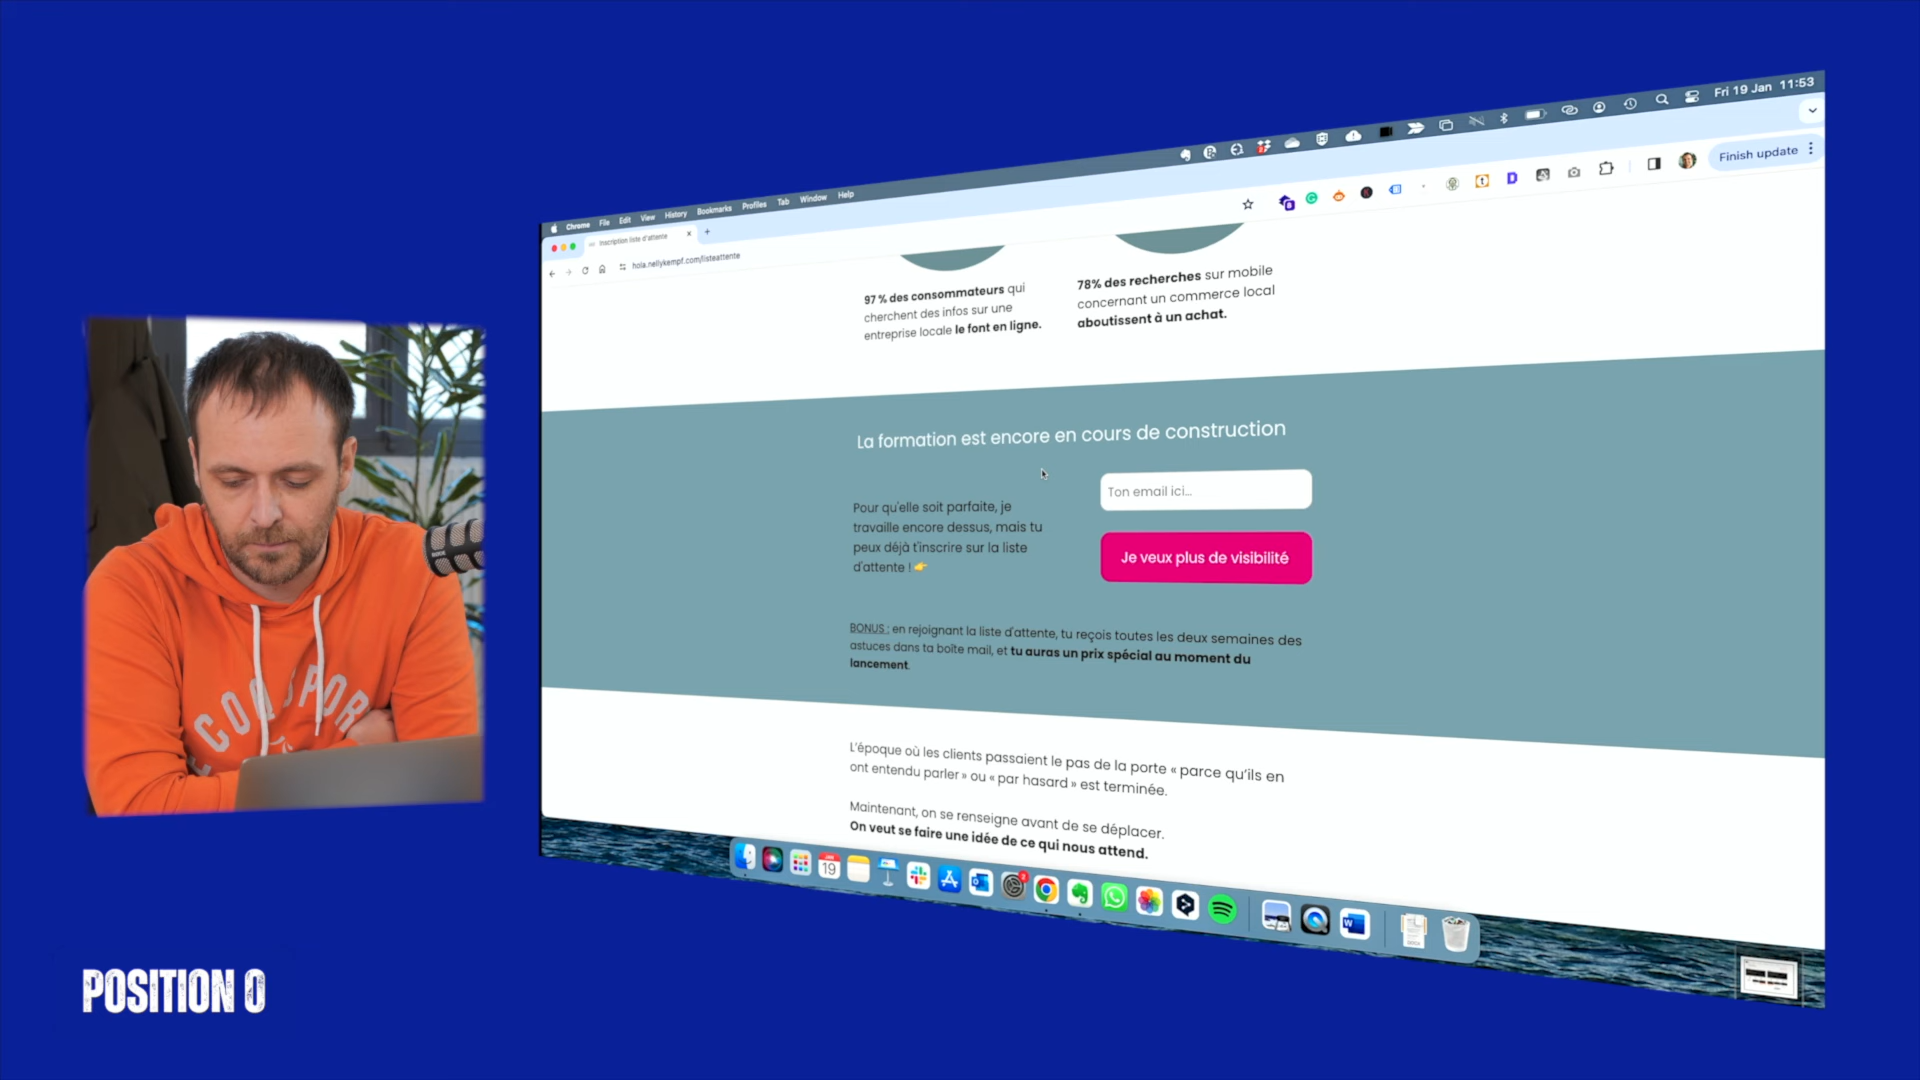 Chrome File Edit View History Bookmarks Profiles Tab Window Help
Fri 19 Jan 11:53
Inscription liste d'attente
Finish update
hola.nellykempf.com/listeattente
97 % des consommateurs qui
cherchent des infos sur une
entreprise locale le font en ligne.
78% des recherches sur mobile
concernant un commerce local
aboutissent à un achat.
La formation est encore en cours de construction
Pour qu'elle soit parfaite, je
travaille encore dessus, mais tu
peux déjà t'inscrire sur la liste
d'attente !
Ton email ici...
Je veux plus de visibilité
BONUS : en rejoignant la liste d'attente, tu reçois toutes les deux semaines des
astuces dans ta boîte mail, et tu auras un prix spécial au moment du
lancement.
L'époque où les clients passaient le pas de la porte « parce qu'ils en
ont entendu parler » ou « par hasard » est terminée.
Maintenant, on se renseigne avant de se déplacer.
On veut se faire une idée de ce qui nous attend.
19
POSITION 0